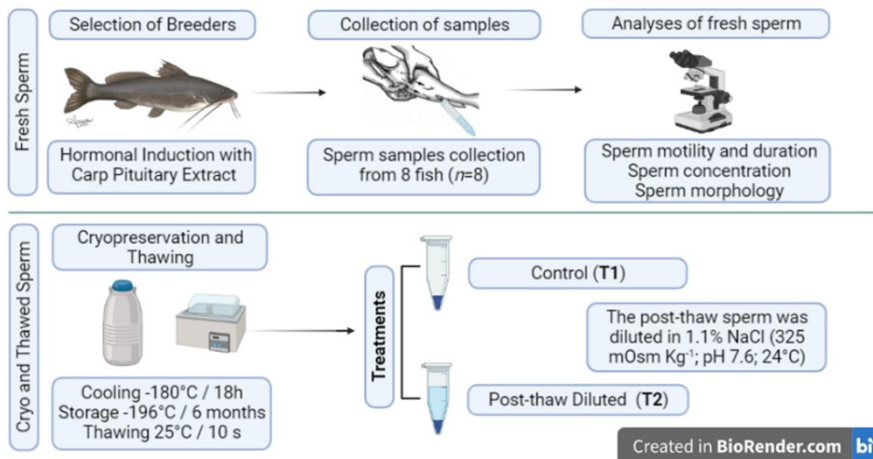 Fresh Sperm
Selection of Breeders
Hormonal Induction with
Carp Pituitary Extract
Collection of samples
Sperm samples collection
from 8 fish (n=8)
Analyses of fresh sperm
Sperm motility and duration
Sperm concentration
Sperm morphology
Cryo and Thawed Sperm
Cryopreservation and
Thawing
Cooling -180°C / 18h
Storage -196°C / 6 months
Thawing 25°C / 10 s
Treatments
Control (T1)
The post-thaw sperm was
diluted in 1.1% NaCl (325
mOsm Kg⁻¹; pH 7.6; 24°C)
Post-thaw Diluted (T2)
Created in BioRender.com bi